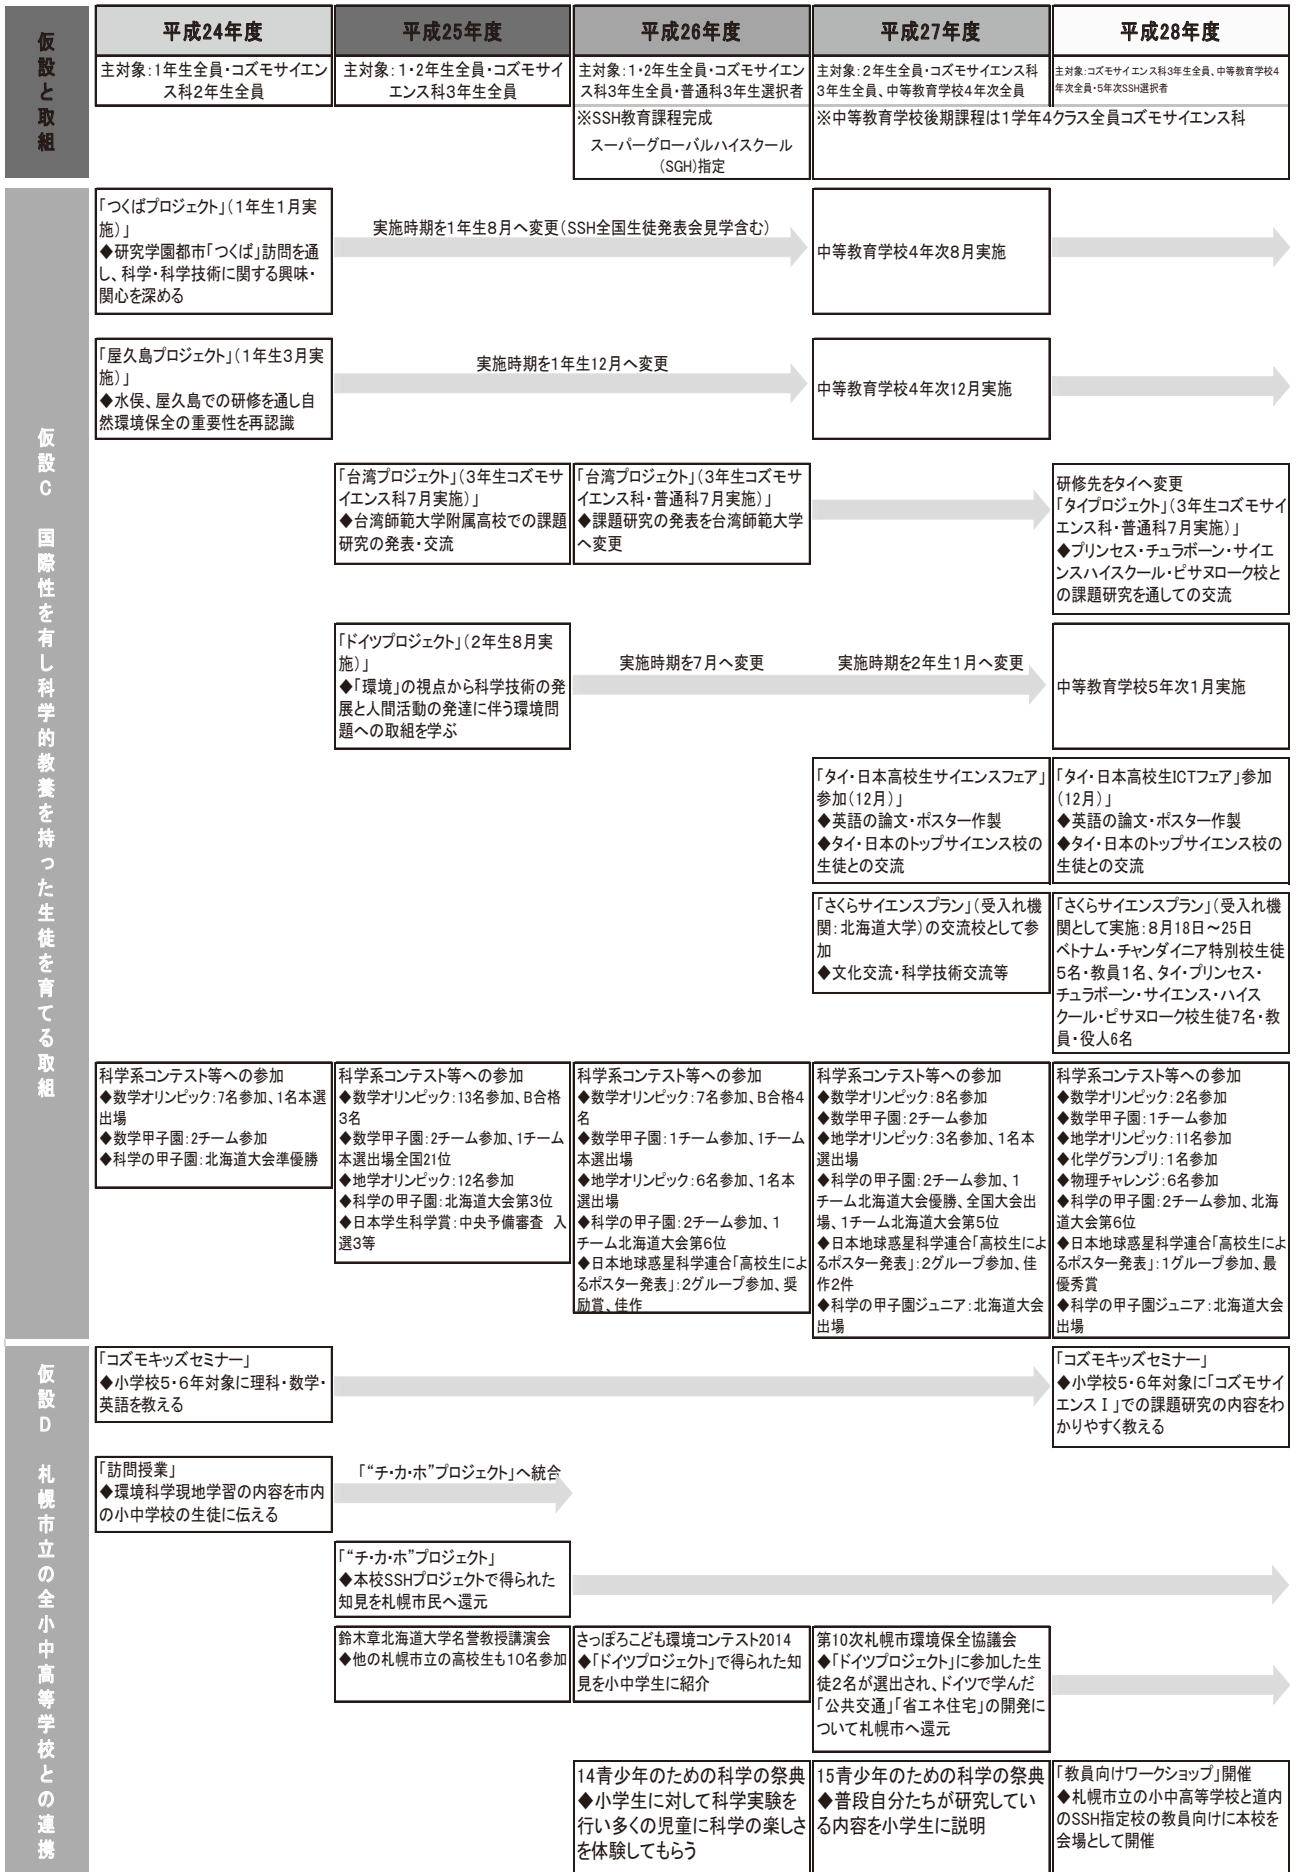 仮設と取組
平成24年度
平成25年度
平成26年度
平成27年度
平成28年度
主対象：1年生全員・コズモサイエン
ス科2年生全員
主対象：1・2年生全員・コズモサイ
エンス科3年生全員
主対象：1・2年生全員・コズモサイエン
ス科3年生全員・普通科3年生選択者
主対象：2年生全員・コズモサイエンス科
3年生全員、中等教育学校4年次全員
主対象：コズモサイエンス科3年生全員、中等教育学校4
年次全員・5年次SSH選択者
※SSH教育課程完成
スーパーグローバルハイスクール
(SGH)指定
※中等教育学校後期課程は1学年4クラス全員コズモサイエンス科
仮設C　国際性を有し科学的教養を持った生徒を育てる取組
「つくばプロジェクト」（1年生1月実
施）」
◆研究学園都市「つくば」訪問を通
し、科学・科学技術に関する興味・
関心を深める
実施時期を1年生8月へ変更（SSH全国生徒発表会見学含む）
中等教育学校4年次8月実施
「屋久島プロジェクト」（1年生3月実
施）」
◆水俣、屋久島での研修を通し自
然環境保全の重要性を再認識
実施時期を1年生12月へ変更
中等教育学校4年次12月実施
「台湾プロジェクト」（3年生コズモサ
イエンス科7月実施）」
◆台湾師範大学附属高校での課題
研究の発表・交流
「台湾プロジェクト」（3年生コズモサ
イエンス科・普通科7月実施）」
◆課題研究の発表を台湾師範大学
へ変更
研修先をタイへ変更
「タイプロジェクト」（3年生コズモサイ
エンス科・普通科7月実施）」
◆プリンセス・チュラボーン・サイエ
ンスハイスクール・ピサヌローク校と
の課題研究を通しての交流
「ドイツプロジェクト」（2年生8月実
施）」
◆「環境」の視点から科学技術の発
展と人間活動の発達に伴う環境問
題への取組を学ぶ
実施時期を7月へ変更
実施時期を2年生1月へ変更
中等教育学校5年次1月実施
「タイ・日本高校生サイエンスフェア」
参加（12月）」
◆英語の論文・ポスター作製
◆タイ・日本のトップサイエンス校の
生徒との交流
「タイ・日本高校生ICTフェア」参加
（12月）」
◆英語の論文・ポスター作製
◆タイ・日本のトップサイエンス校の
生徒との交流
「さくらサイエンスプラン」（受入れ機
関：北海道大学）の交流校として参
加
◆文化交流・科学技術交流等
「さくらサイエンスプラン」（受入れ機
関として実施：8月18日～25日
ベトナム・チャンダイニア特別校生徒
5名・教員1名、タイ・プリンセス・
チュラボーン・サイエンス・ハイス
クール・ピサヌローク校生徒7名・教
員・役人6名
科学系コンテスト等への参加
◆数学オリンピック：7名参加、1名本選
出場
◆数学甲子園：2チーム参加
◆科学の甲子園：北海道大会準優勝
科学系コンテスト等への参加
◆数学オリンピック：13名参加、B合格
3名
◆数学甲子園：2チーム参加、1チーム
本選出場全国21位
◆地学オリンピック：12名参加
◆科学の甲子園：北海道大会第3位
◆日本学生科学賞：中央予備審査　入
選3等
科学系コンテスト等への参加
◆数学オリンピック：7名参加、B合格4
名
◆数学甲子園：1チーム参加、1チーム
本選出場
◆地学オリンピック：6名参加、1名本
選出場
◆科学の甲子園：2チーム参加、1
チーム北海道大会第6位
◆日本地球惑星科学連合「高校生によ
るポスター発表」：2グループ参加、奨
励賞、佳作
科学系コンテスト等への参加
◆数学オリンピック：8名参加
◆数学甲子園：2チーム参加
◆地学オリンピック：3名参加、1名本
選出場
◆科学の甲子園：2チーム参加、1
チーム北海道大会優勝、全国大会出
場、1チーム北海道大会第5位
◆日本地球惑星科学連合「高校生によ
るポスター発表」：2グループ参加、佳
作2件
◆科学の甲子園ジュニア：北海道大会
出場
科学系コンテスト等への参加
◆数学オリンピック：2名参加
◆数学甲子園：1チーム参加
◆地学オリンピック：11名参加
◆化学グランプリ：1名参加
◆物理チャレンジ：6名参加
◆科学の甲子園：2チーム参加、北海
道大会第6位
◆日本地球惑星科学連合「高校生によ
るポスター発表」：1グループ参加、最
優秀賞
◆科学の甲子園ジュニア：北海道大会
出場
仮設D　札幌市立の全小中高等学校との連携
「コズモキッズセミナー」
◆小学校5・6年対象に理科・数学・
英語を教える
「コズモキッズセミナー」
◆小学校5・6年対象に「コズモサイ
エンスⅠ」での課題研究の内容をわ
かりやすく教える
「訪問授業」
◆環境科学現地学習の内容を市内
の小中学校の生徒に伝える
「“チ・カ・ホ”プロジェクト」へ統合
「“チ・カ・ホ”プロジェクト」
◆本校SSHプロジェクトで得られた
知見を札幌市民へ還元
鈴木章北海道大学名誉教授講演会
◆他の札幌市立の高校生も10名参加
さっぽろこども環境コンテスト2014
◆「ドイツプロジェクト」で得られた知
見を小中学生に紹介
第10次札幌市環境保全協議会
◆「ドイツプロジェクト」に参加した生
徒2名が選出され、ドイツで学んだ
「公共交通」「省エネ住宅」の開発に
ついて札幌市へ還元
14青少年のための科学の祭典
◆小学生に対して科学実験を
行い多くの児童に科学の楽しさ
を体験してもらう
15青少年のための科学の祭典
◆普段自分たちが研究してい
る内容を小学生に説明
「教員向けワークショップ」開催
◆札幌市立の小中高等学校と道内
のSSH指定校の教員向けに本校を
会場として開催